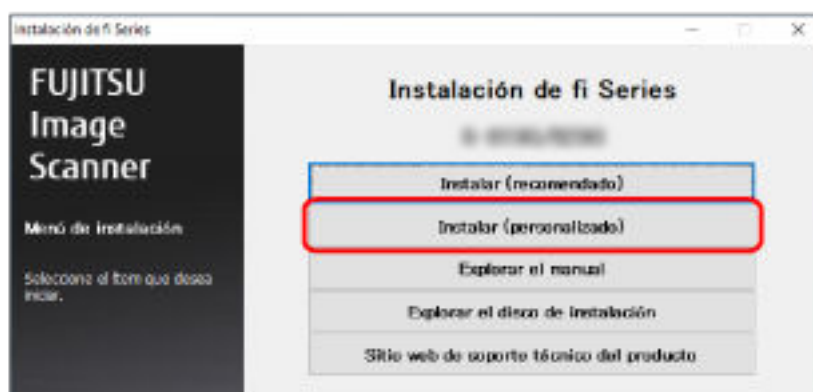 Instalación de fi Series
FUJITSU
Image
Scanner
Menú de instalación
Seleccione el ítem que desea
iniciar.
Instalación de fi Series
Instalar (recomendado)
Instalar (personalizado)
Explorar el manual
Explorar el disco de instalación
Sitio web de soporte técnico del producto